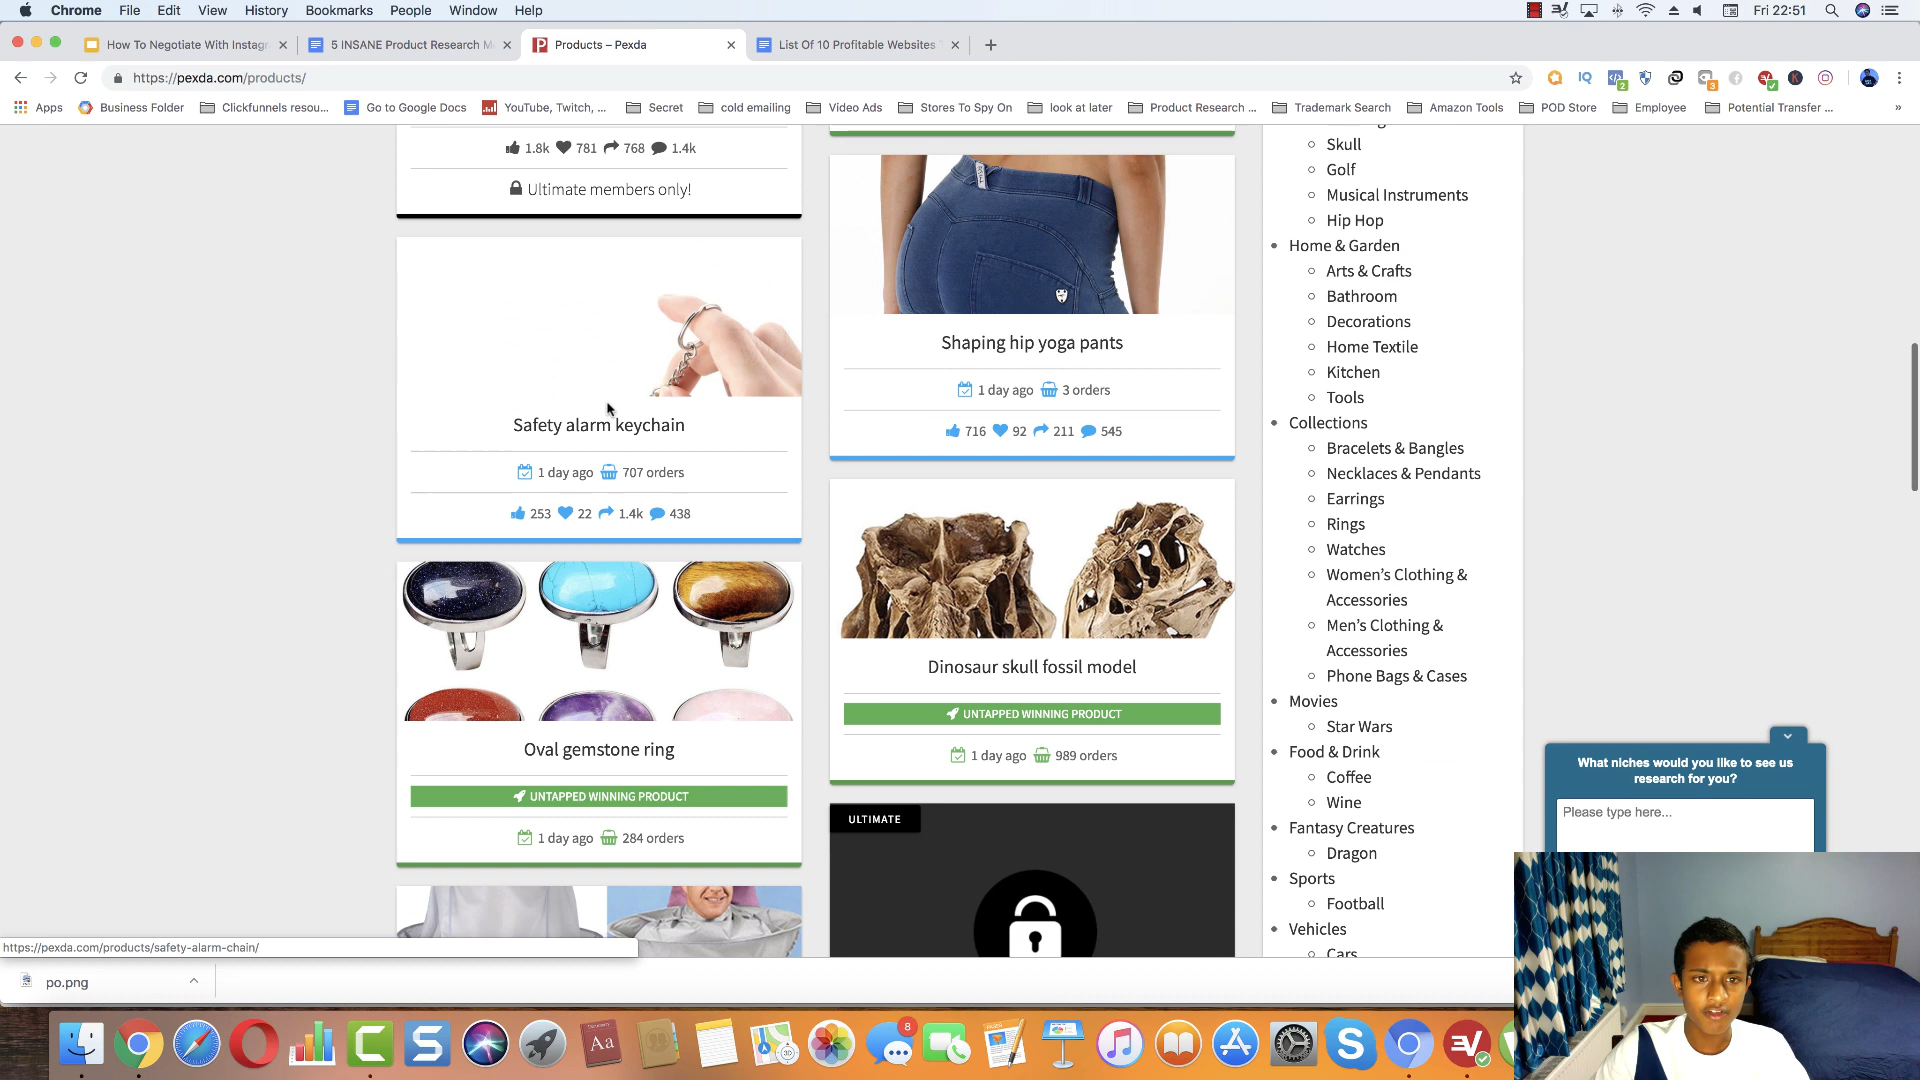 Chrome File Edit View History Bookmarks People Window Help
Fri 22:51
How To Negotiate With Instagr
5 INSANE Product Research M
Products – Pexda
List Of 10 Profitable Websites
https://pexda.com/products/
Apps
Business Folder
Clickfunnels resou...
Go to Google Docs
YouTube, Twitch, ...
Secret
cold emailing
Video Ads
Stores To Spy On
look at later
Product Research ...
Trademark Search
Amazon Tools
POD Store
Employee
Potential Transfer ...
1.8k 781 768 1.4k
Ultimate members only!
Safety alarm keychain
1 day ago 707 orders
253 22 1.4k 438
Oval gemstone ring
UNTAPPED WINNING PRODUCT
1 day ago 284 orders
Shaping hip yoga pants
1 day ago 3 orders
716 92 211 545
Dinosaur skull fossil model
UNTAPPED WINNING PRODUCT
1 day ago 989 orders
ULTIMATE
Skull
Golf
Musical Instruments
Hip Hop
Home & Garden
Arts & Crafts
Bathroom
Decorations
Home Textile
Kitchen
Tools
Collections
Bracelets & Bangles
Necklaces & Pendants
Earrings
Rings
Watches
Women's Clothing &
Accessories
Men's Clothing &
Accessories
Phone Bags & Cases
Movies
Star Wars
Food & Drink
Coffee
Wine
Fantasy Creatures
Dragon
Sports
Football
Vehicles
Cars
What niches would you like to see us
research for you?
Please type here...
https://pexda.com/products/safety-alarm-chain/
po.png